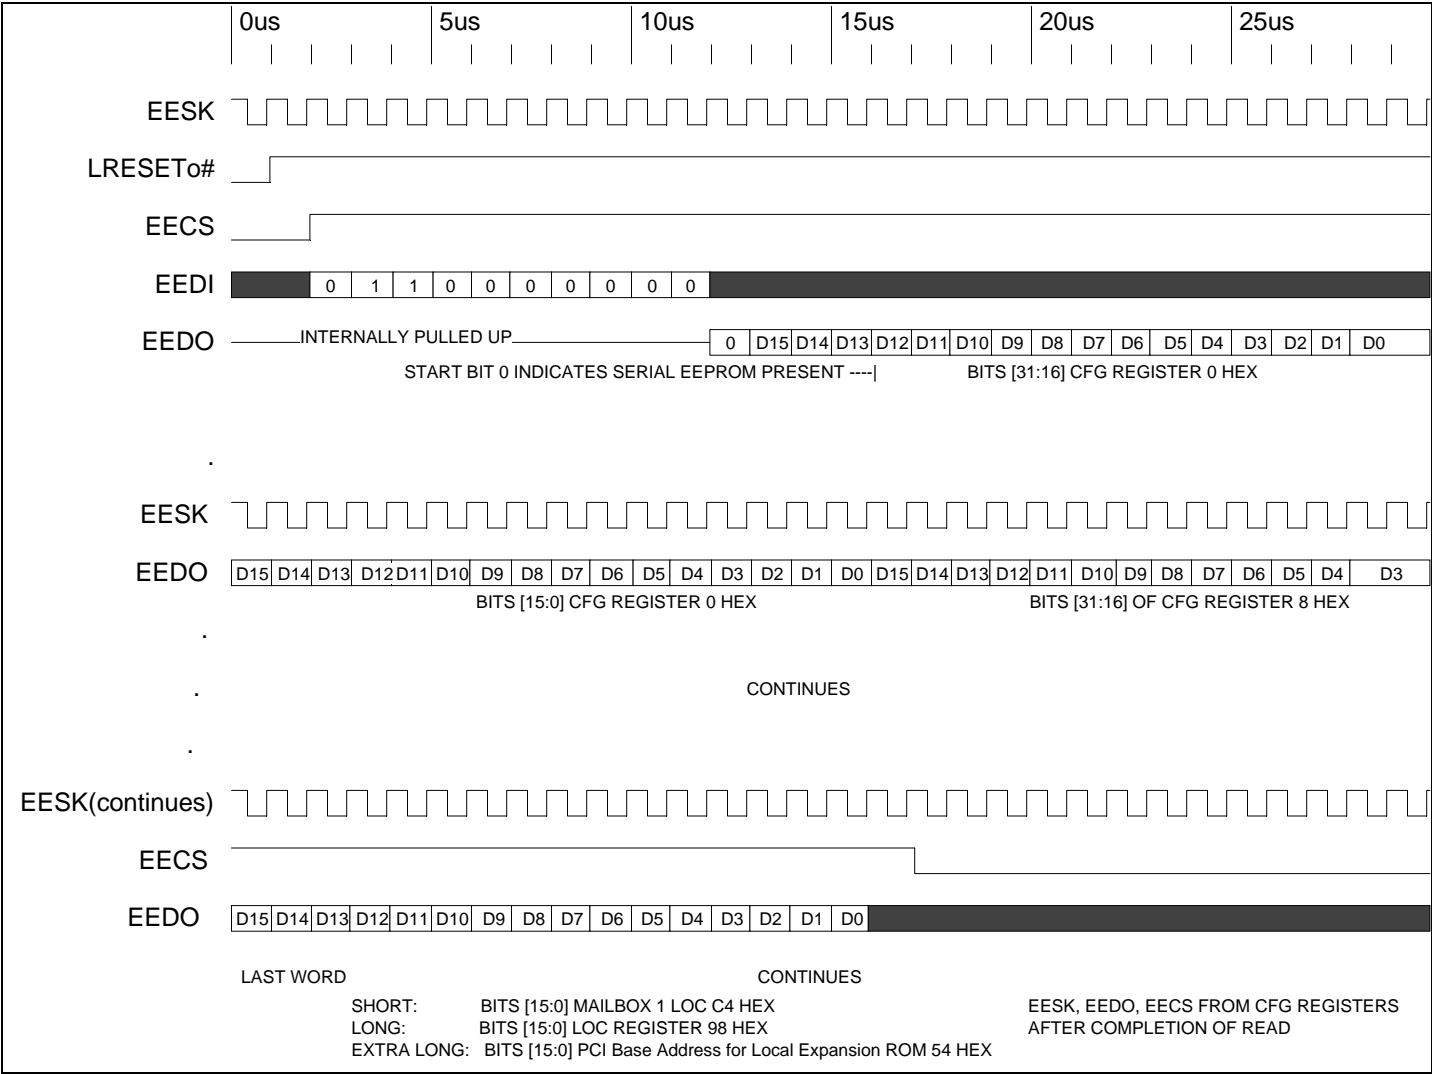 0us 5us 10us 15us 20us 25us
EESK
LRESETo#
EECS
EEDI 0 1 1 0 0 0 0 0 0 0
EEDO INTERNALLY PULLED UP 0 D15 D14 D13 D12 D11 D10 D9 D8 D7 D6 D5 D4 D3 D2 D1 D0
START BIT 0 INDICATES SERIAL EEPROM PRESENT ----| BITS [31:16] CFG REGISTER 0 HEX
.
EESK
EEDO D15 D14 D13 D12 D11 D10 D9 D8 D7 D6 D5 D4 D3 D2 D1 D0 D15 D14 D13 D12 D11 D10 D9 D8 D7 D6 D5 D4 D3
BITS [15:0] CFG REGISTER 0 HEX BITS [31:16] OF CFG REGISTER 8 HEX
.
. CONTINUES
.
EESK(continues)
EECS
EEDO D15 D14 D13 D12 D11 D10 D9 D8 D7 D6 D5 D4 D3 D2 D1 D0
LAST WORD CONTINUES
SHORT: BITS [15:0] MAILBOX 1 LOC C4 HEX EESK, EEDO, EECS FROM CFG REGISTERS
LONG: BITS [15:0] LOC REGISTER 98 HEX AFTER COMPLETION OF READ
EXTRA LONG: BITS [15:0] PCI Base Address for Local Expansion ROM 54 HEX